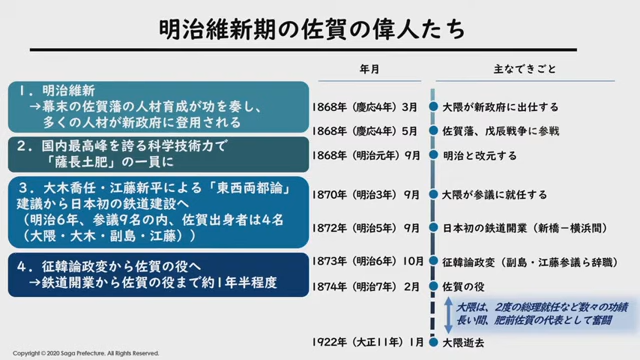 明治維新期の佐賀の偉人たち
年月　主なできごと
１．明治維新
→幕末の佐賀藩の人材育成が功を奏し、
多くの人材が新政府に登用される
２．国内最高峰を誇る科学技術力で
「薩長土肥」の一員に
３．大木喬任・江藤新平による「東西両都論」
建議から日本初の鉄道建設へ
（明治6年、参議9名の内、佐賀出身者は4名
（大隈・大木・副島・江藤））
４．征韓論政変から佐賀の役へ
→鉄道開業から佐賀の役まで約1年半程度
1868年（慶応4年）3月　大隈が新政府に出仕する
1868年（慶応4年）5月　佐賀藩、戊辰戦争に参戦
1868年（明治元年）9月　明治と改元する
1870年（明治3年）9月　大隈が参議に就任する
1872年（明治5年）9月　日本初の鉄道開業（新橋－横浜間）
1873年（明治6年）10月　征韓論政変（副島・江藤参議ら辞職）
1874年（明治7年）2月　佐賀の役
大隈は、2度の総理就任など数々の功績
長い間、肥前佐賀の代表として奮闘
1922年（大正11年）1月　大隈逝去
Copyright © 2020 Saga Prefecture. All Rights Reserved.